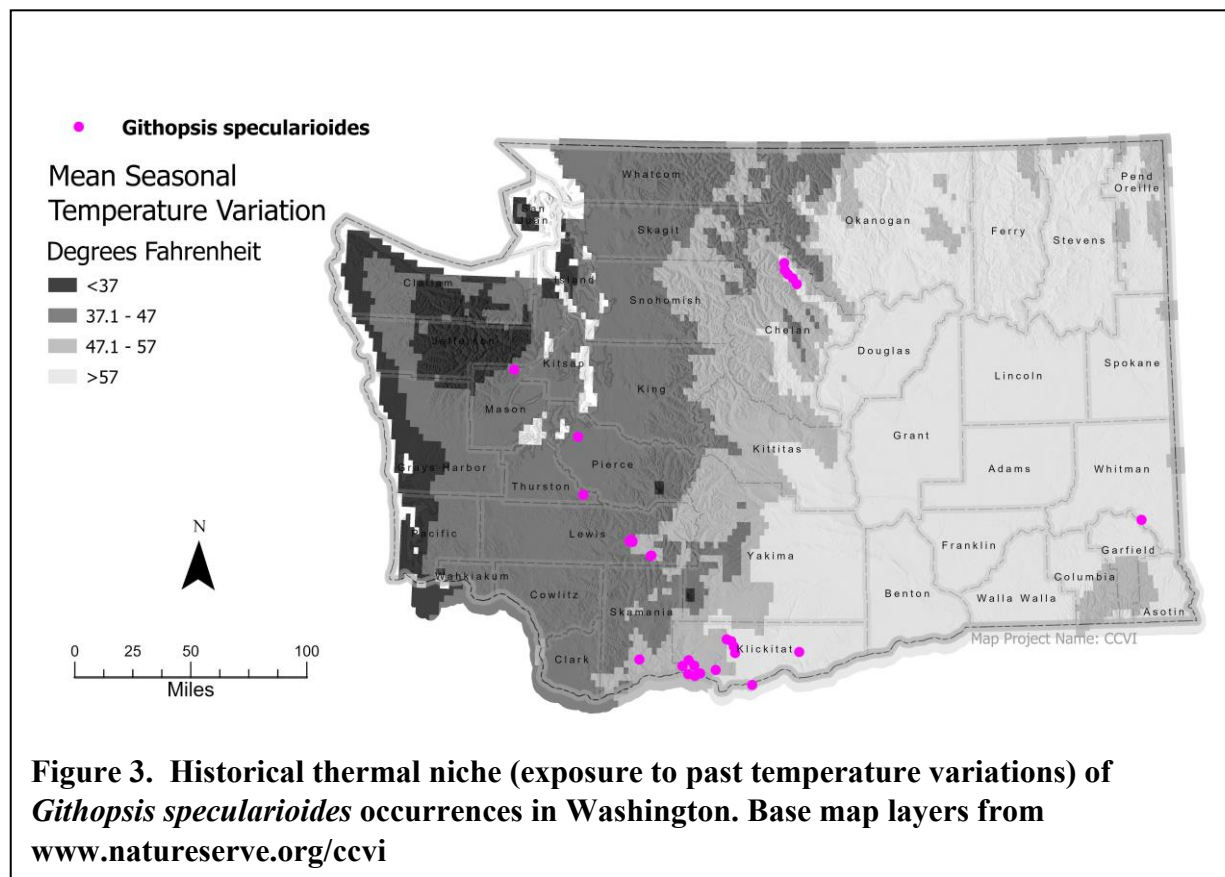 Githopsis specularioides
Mean Seasonal
Temperature Variation
Degrees Fahrenheit
<37
37.1 - 47
47.1 - 57
>57
N
0 50 100
Miles
Whatcom
San
Juan
Skagit
Island
Clallam
Snohomish
Jefferson
Kitsap
King
Mason
Grays Harbor
Pierce
Thurston
Pacific
Lewis
Wahkiakum
Cowlitz
Skamania
Clark
Okanogan
Ferry
Stevens
Pend
Oreille
Chelan
Douglas
Lincoln
Spokane
Grant
Kittitas
Adams
Whitman
Yakima
Franklin
Garfield
Columbia
Benton
Walla Walla
Asotin
Klickitat
Map Project Name: CCVI
Figure 3. Historical thermal niche (exposure to past temperature variations) of
Githopsis specularioides occurrences in Washington. Base map layers from
www.natureserve.org/ccvi